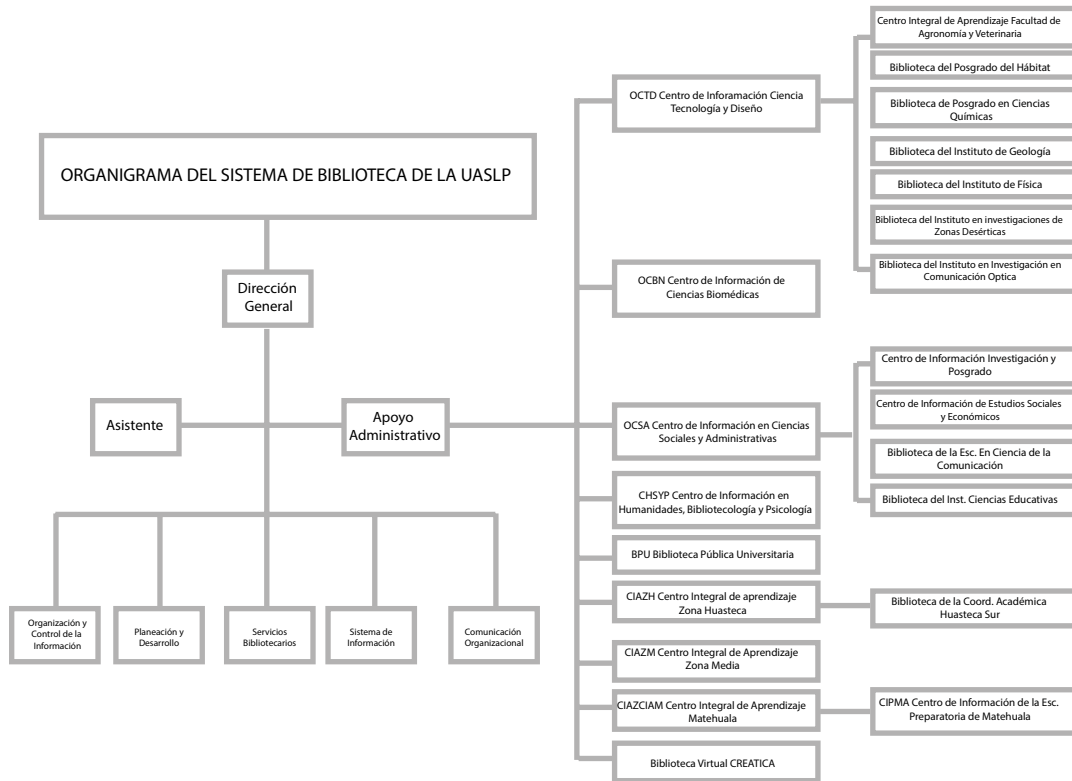 ORGANIGRAMA DEL SISTEMA DE BIBLIOTECA DE LA UASLP
Dirección
General
Asistente
Apoyo
Administrativo
Organización y
Control de la
Información
Planeación y
Desarrollo
Servicios
Bibliotecarios
Sistema de
Información
Comunicación
Organizacional
OCTD Centro de Inforamación Ciencia
Tecnología y Diseño
OCBN Centro de Información de
Ciencias Biomédicas
OCSA Centro de Información en Ciencias
Sociales y Administrativas
CHSYP Centro de Información en
Humanidades, Bibliotecología y Psicología
BPU Biblioteca Pública Universitaria
CIAZH Centro Integral de aprendizaje
Zona Huasteca
CIAZM Centro Integral de Aprendizaje
Zona Media
CIAZCIAM Centro Integral de Aprendizaje
Matehuala
Biblioteca Virtual CREATICA
Centro Integral de Aprendizaje Facultad de
Agronomía y Veterinaria
Biblioteca del Posgrado del Hábitat
Biblioteca de Posgrado en Ciencias
Químicas
Biblioteca del Instituto de Geología
Biblioteca del Instituto de Física
Biblioteca del Instituto en investigaciones de
Zonas Desérticas
Biblioteca del Instituto en Investigación en
Comunicación Optica
Centro de Información Investigación y
Posgrado
Centro de Información de Estudios Sociales
y Económicos
Biblioteca de la Esc. En Ciencia de la
Comunicación
Biblioteca del Inst. Ciencias Educativas
Biblioteca de la Coord. Académica
Huasteca Sur
CIPMA Centro de Información de la Esc.
Preparatoria de Matehuala